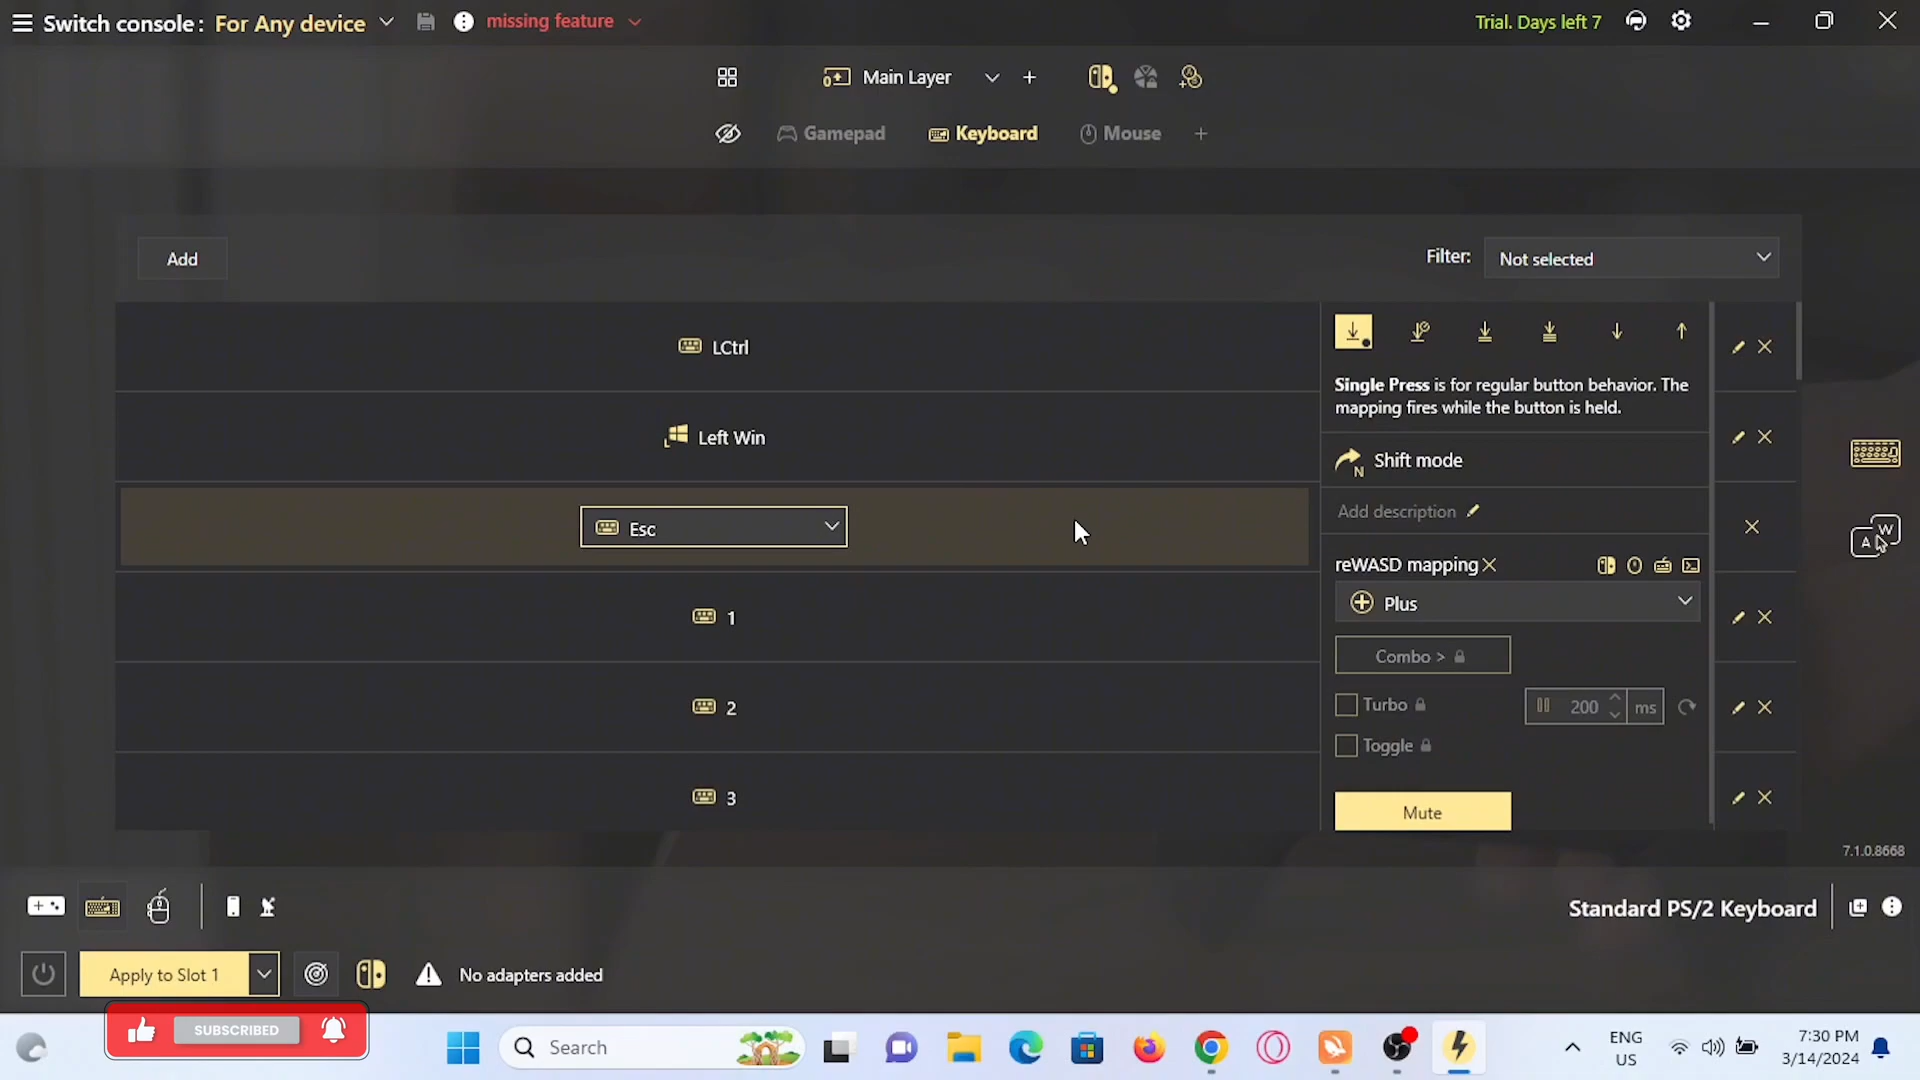 Switch console: For Any device
missing feature
Trial. Days left 7
Main Layer
Gamepad
Keyboard
Mouse
Add
Filter:
Not selected
LCtrl
Left Win
Esc
1
2
3
Single Press is for regular button behavior. The
mapping fires while the button is held.
N
Shift mode
Add description
reWASD mapping
Plus
Combo >
Turbo
200
ms
Toggle
Mute
W
A
7.1.0.8668
Standard PS/2 Keyboard
Apply to Slot 1
No adapters added
SUBSCRIBED
Search
ENG
US
7:30 PM
3/14/2024